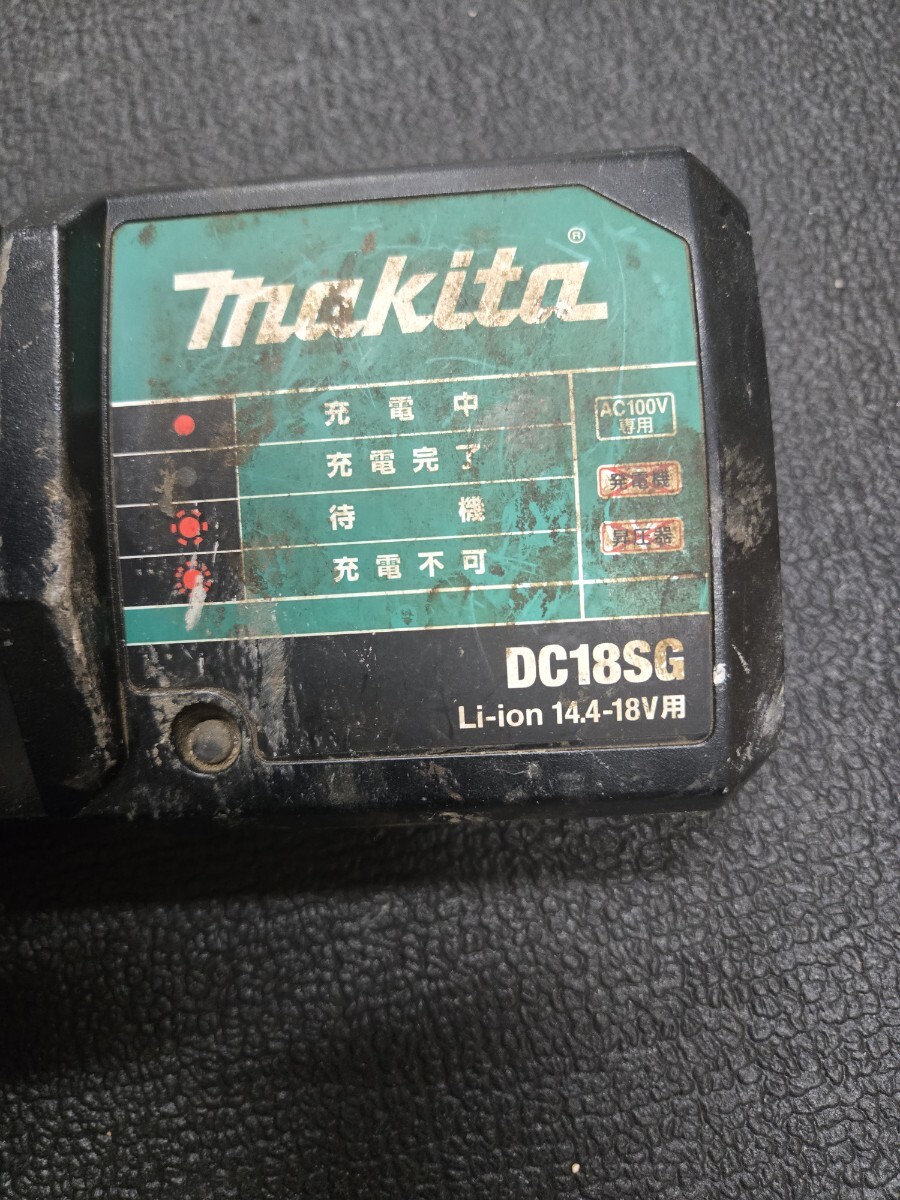 makita®
充電中
充電完了
待機
充電不可
AC100V
専用
発電機
昇圧器
DC18SG
Li-ion 14.4-18V用